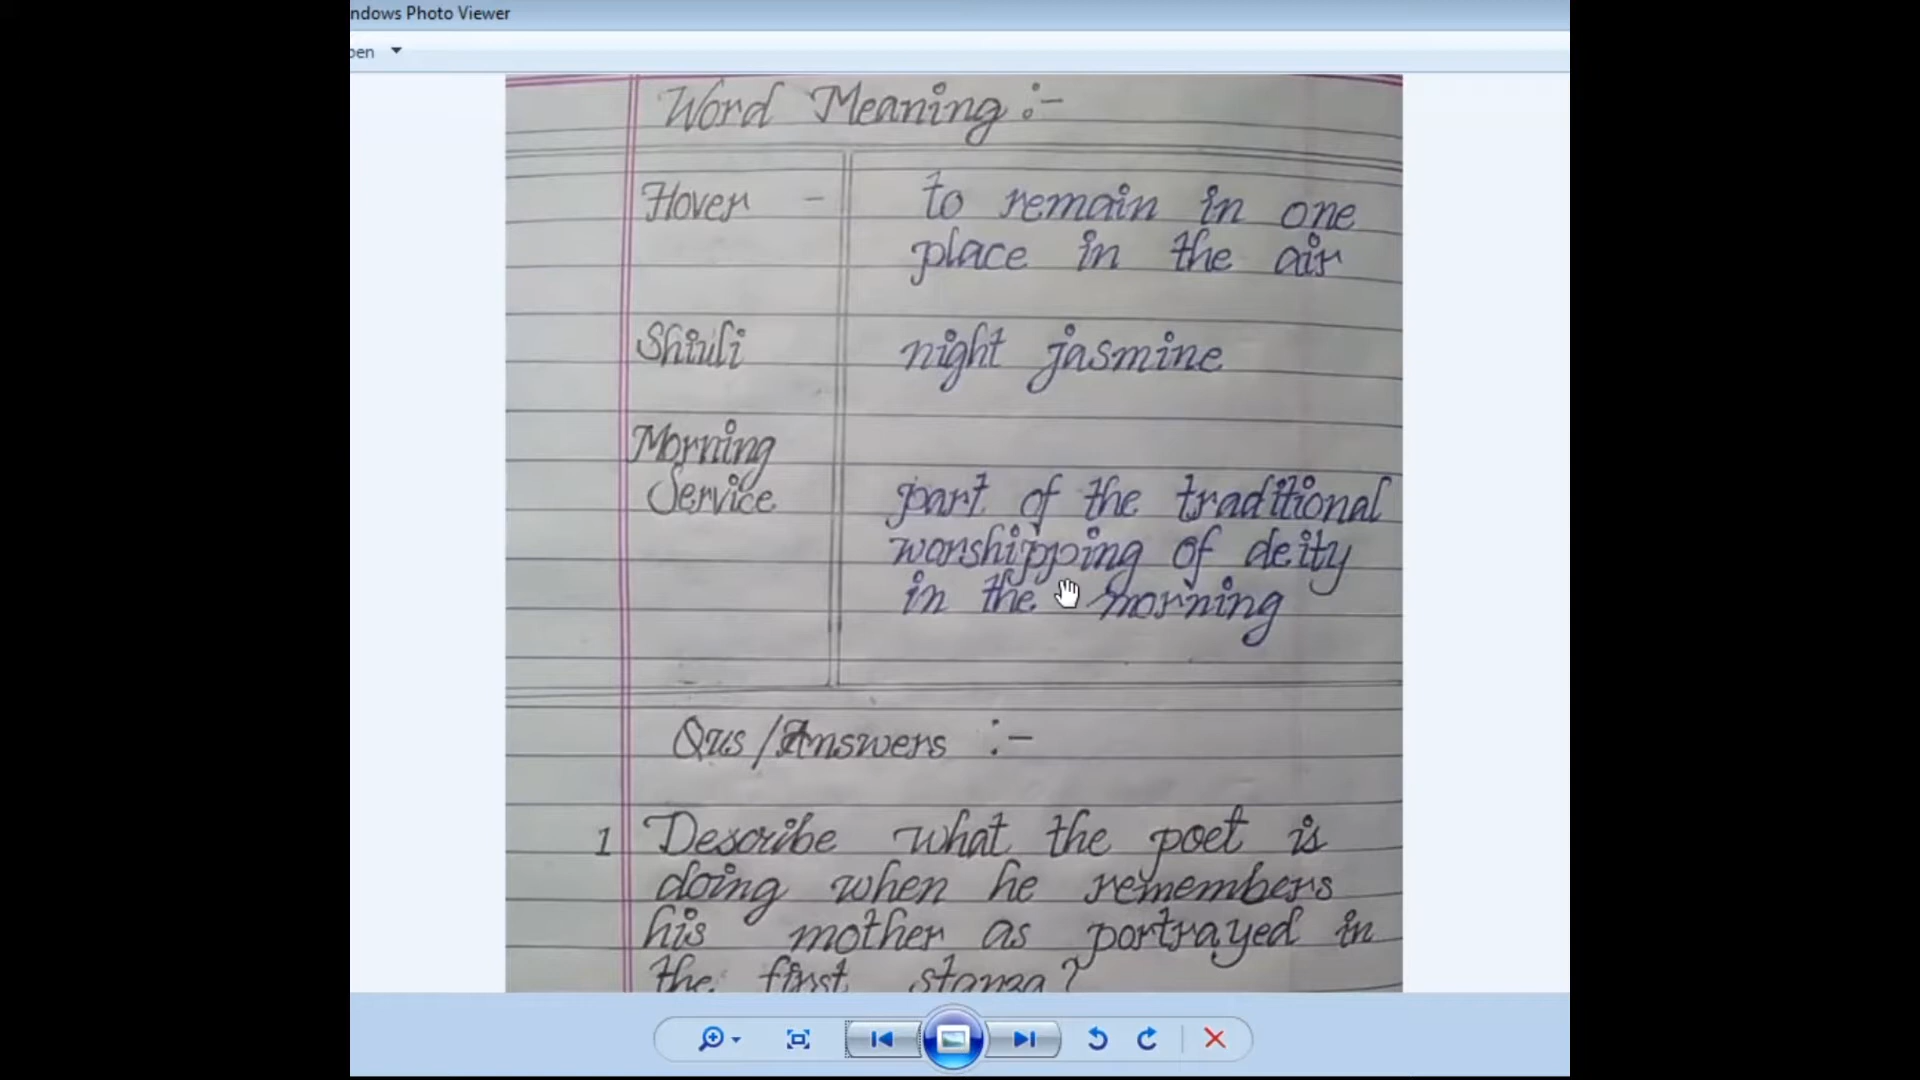 ndows Photo Viewer
pen
Word Meaning :-
Hover - to remain in one
place in the air
Shiuli night jasmine
Morning
Service part of the traditional
worshipping of deity
in the morning
Qus/Answers :-
1 Describe what the poet is
doing when he remembers
his mother as portrayed in
the first stanza?